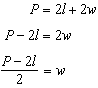 P = 2l + 2w
P − 2l = 2w
(P − 2l)/2 = w